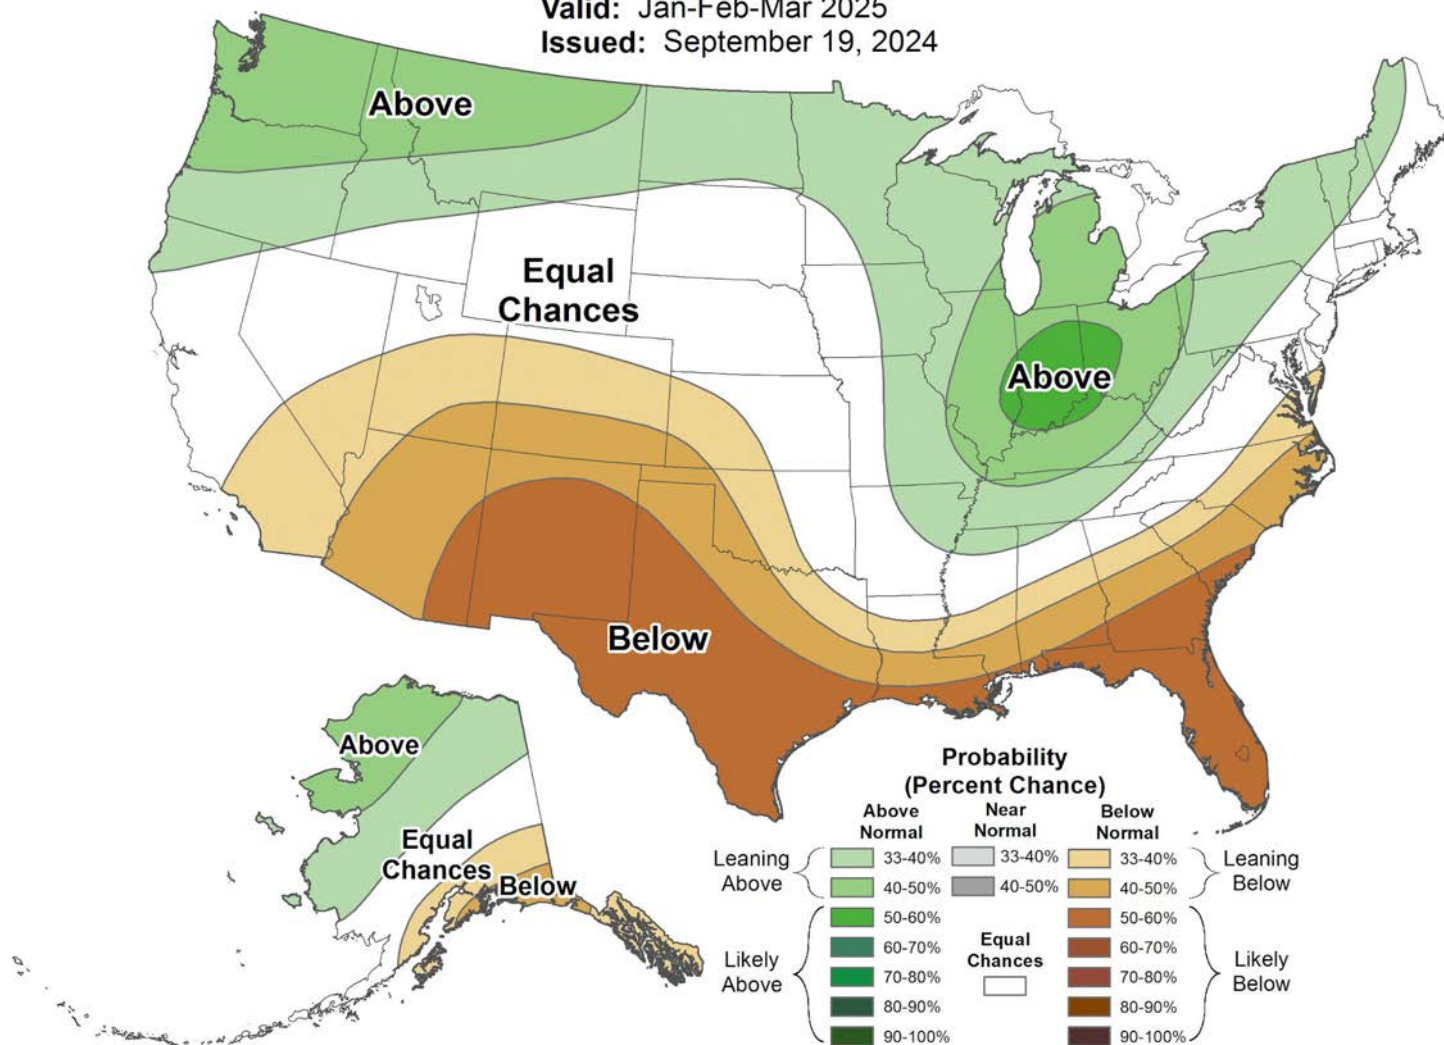 Valid: Jan-Feb-Mar 2025
Issued: September 19, 2024
Above
Equal
Chances
Above
Below
Above
Equal
Chances
Below
Probability
(Percent Chance)
Above
Normal
Near
Normal
Below
Normal
Leaning
Above
33-40%
33-40%
33-40%
Leaning
Below
40-50%
40-50%
40-50%
50-60%
50-60%
Likely
Above
60-70%
Equal
Chances
60-70%
Likely
Below
70-80%
70-80%
80-90%
80-90%
90-100%
90-100%